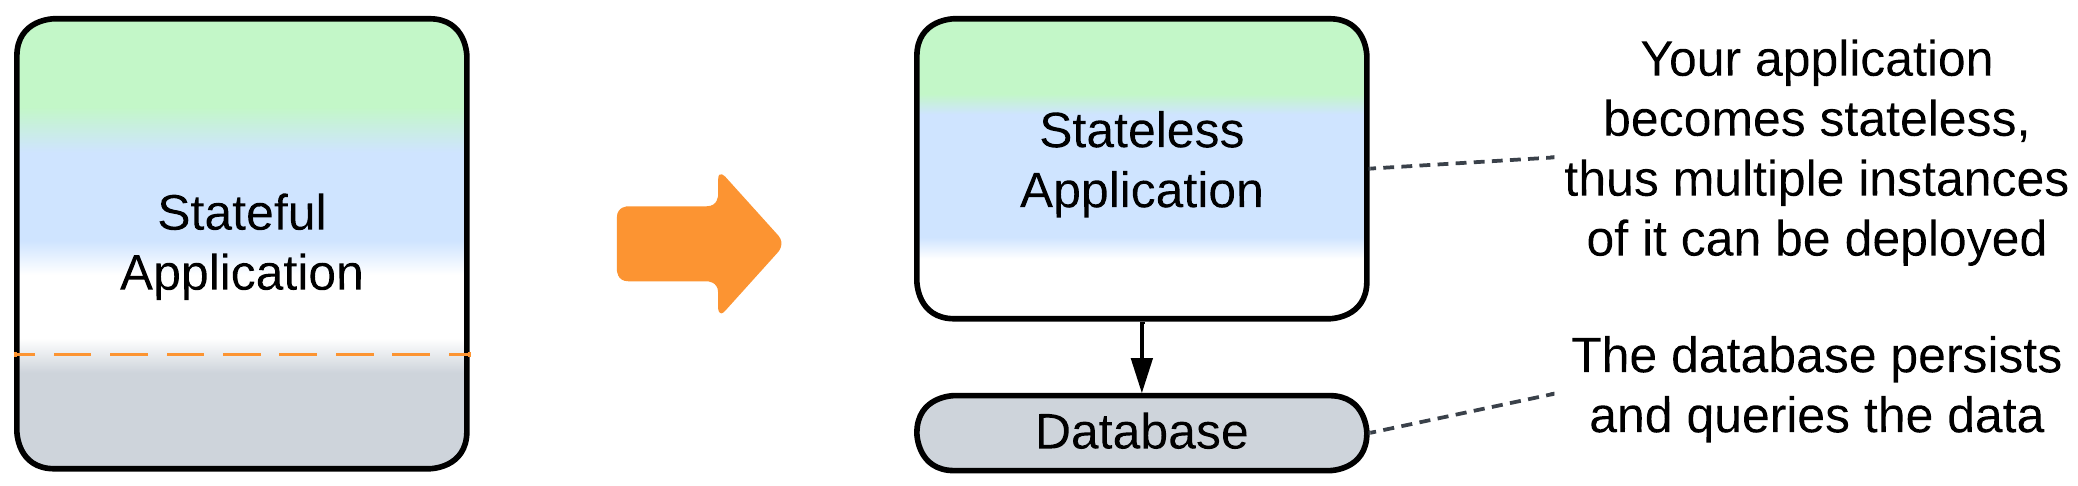 Stateful
Application
Stateless
Application
Database
Your application
becomes stateless,
thus multiple instances
of it can be deployed
The database persists
and queries the data